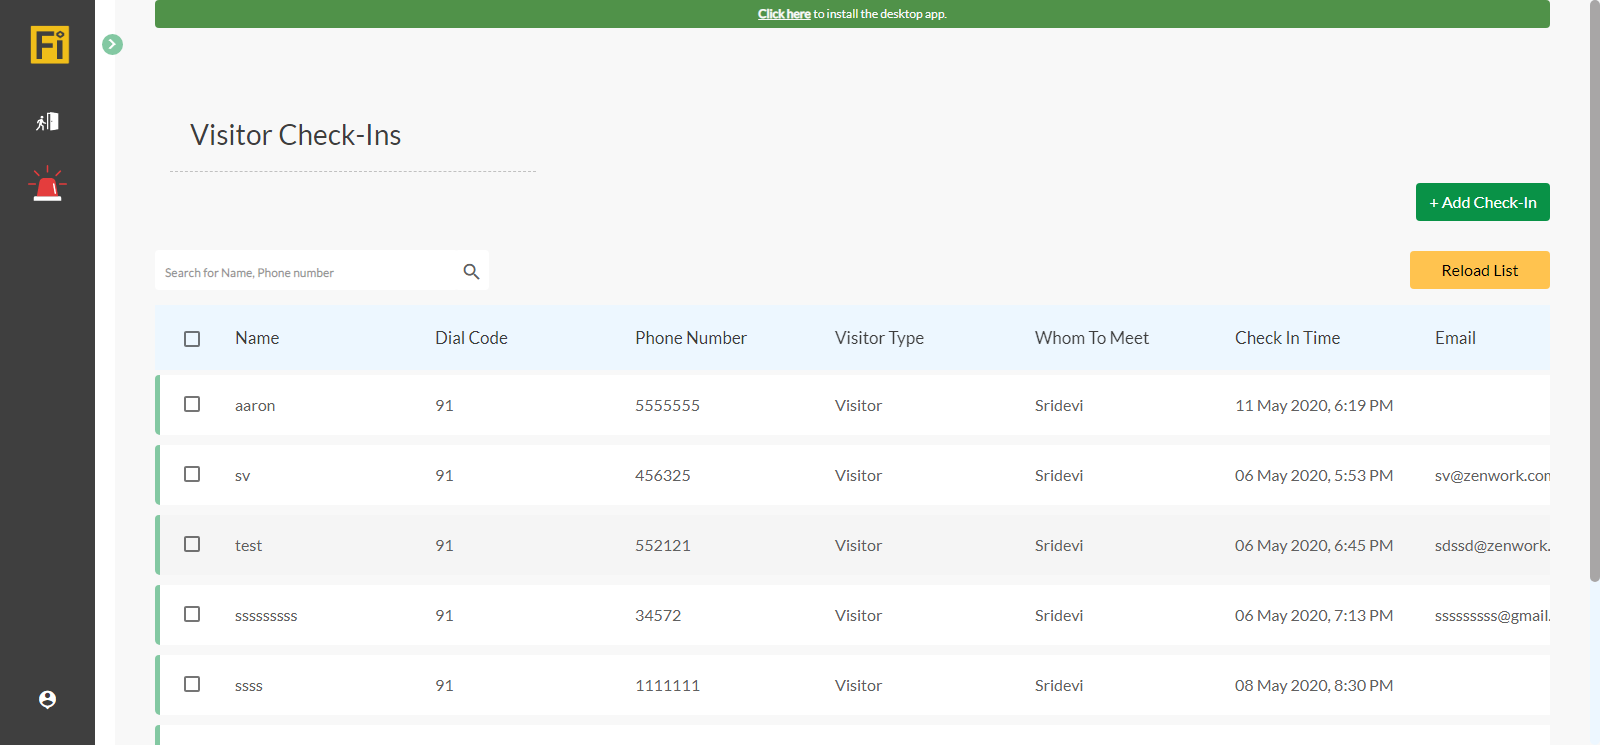 Click here to install the desktop app.
Fi
Visitor Check-Ins
+ Add Check-In
Search for Name, Phone number
Reload List
Name Dial Code Phone Number Visitor Type Whom To Meet Check In Time Email
aaron 91 5555555 Visitor Sridevi 11 May 2020, 6:19 PM
sv 91 456325 Visitor Sridevi 06 May 2020, 5:53 PM sv@zenwork.com
test 91 552121 Visitor Sridevi 06 May 2020, 6:45 PM sdssd@zenwork.
sssssssss 91 34572 Visitor Sridevi 06 May 2020, 7:13 PM sssssssss@gmail.
ssss 91 1111111 Visitor Sridevi 08 May 2020, 8:30 PM